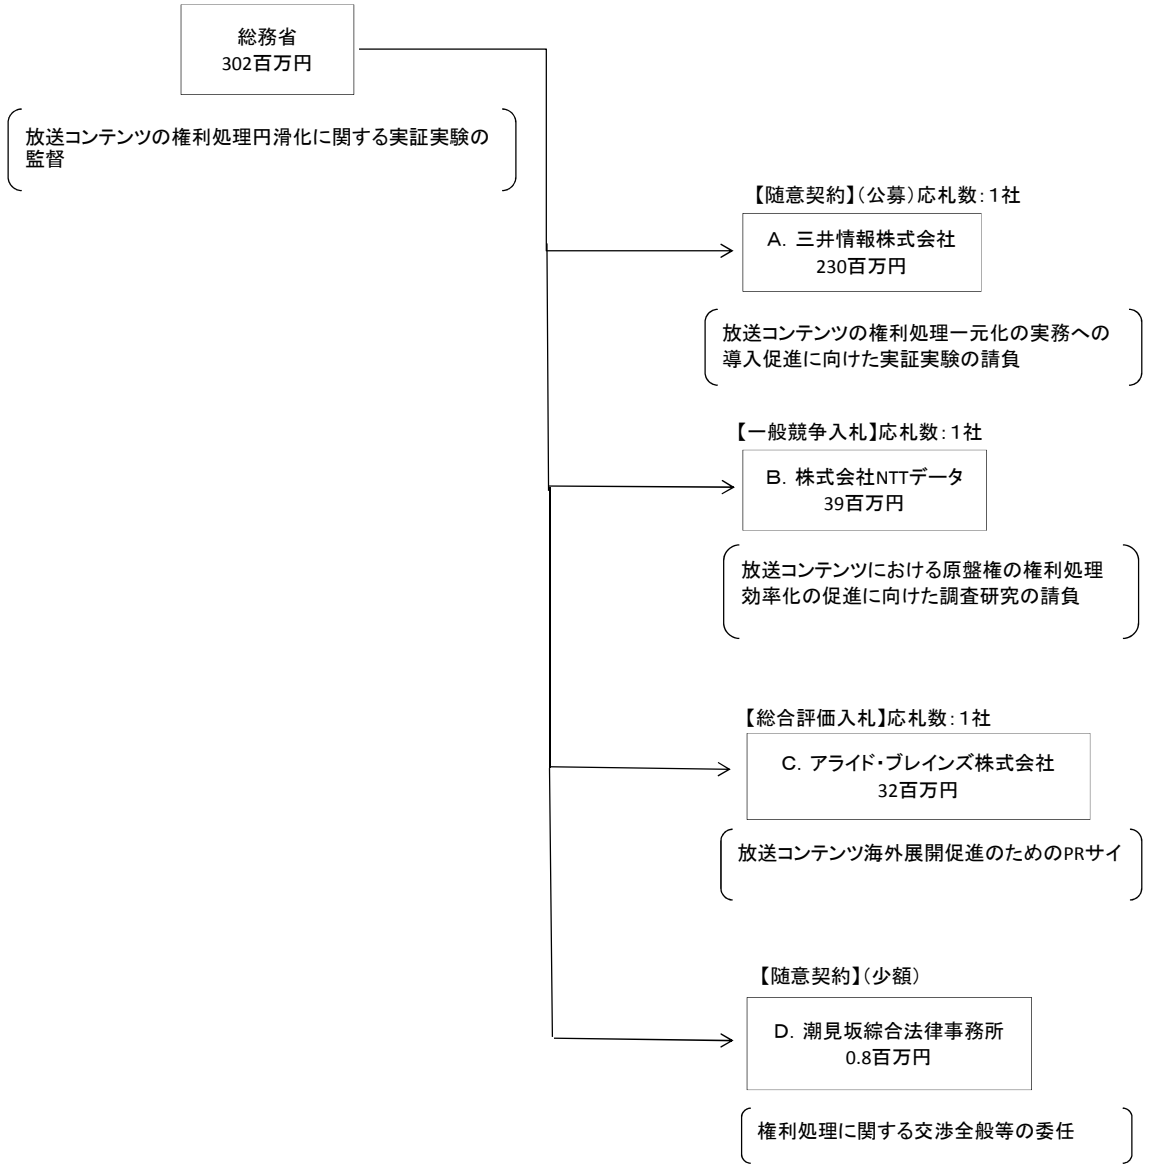 総務省
302百万円
放送コンテンツの権利処理円滑化に関する実証実験の
監督
【随意契約】（公募）応札数：１社
Ａ．三井情報株式会社
230百万円
放送コンテンツの権利処理一元化の実務への
導入促進に向けた実証実験の請負
【一般競争入札】応札数：１社
Ｂ．株式会社NTTデータ
39百万円
放送コンテンツにおける原盤権の権利処理
効率化の促進に向けた調査研究の請負
【総合評価入札】応札数：１社
Ｃ．アライド・ブレインズ株式会社
32百万円
放送コンテンツ海外展開促進のためのPRサイ
【随意契約】（少額）
Ｄ．潮見坂綜合法律事務所
0.8百万円
権利処理に関する交渉全般等の委任